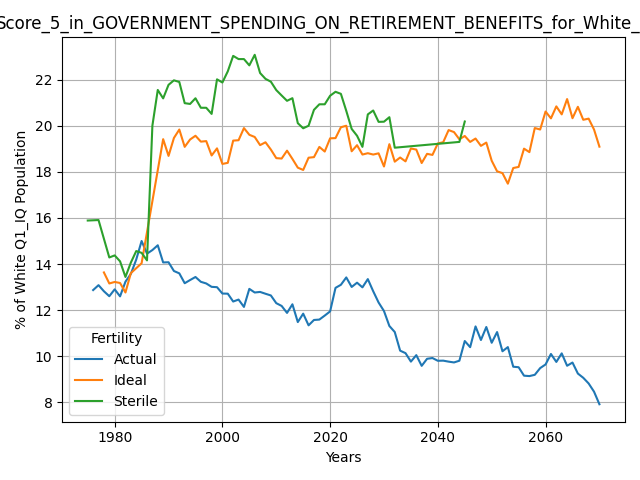 Score_5_in_GOVERNMENT_SPENDING_ON_RETIREMENT_BENEFITS_for_White_
% of White Q1_IQ Population
22
20
18
16
14
12
10
8
Fertility
Actual
Ideal
Sterile
1980 2000 2020 2040 2060
Years